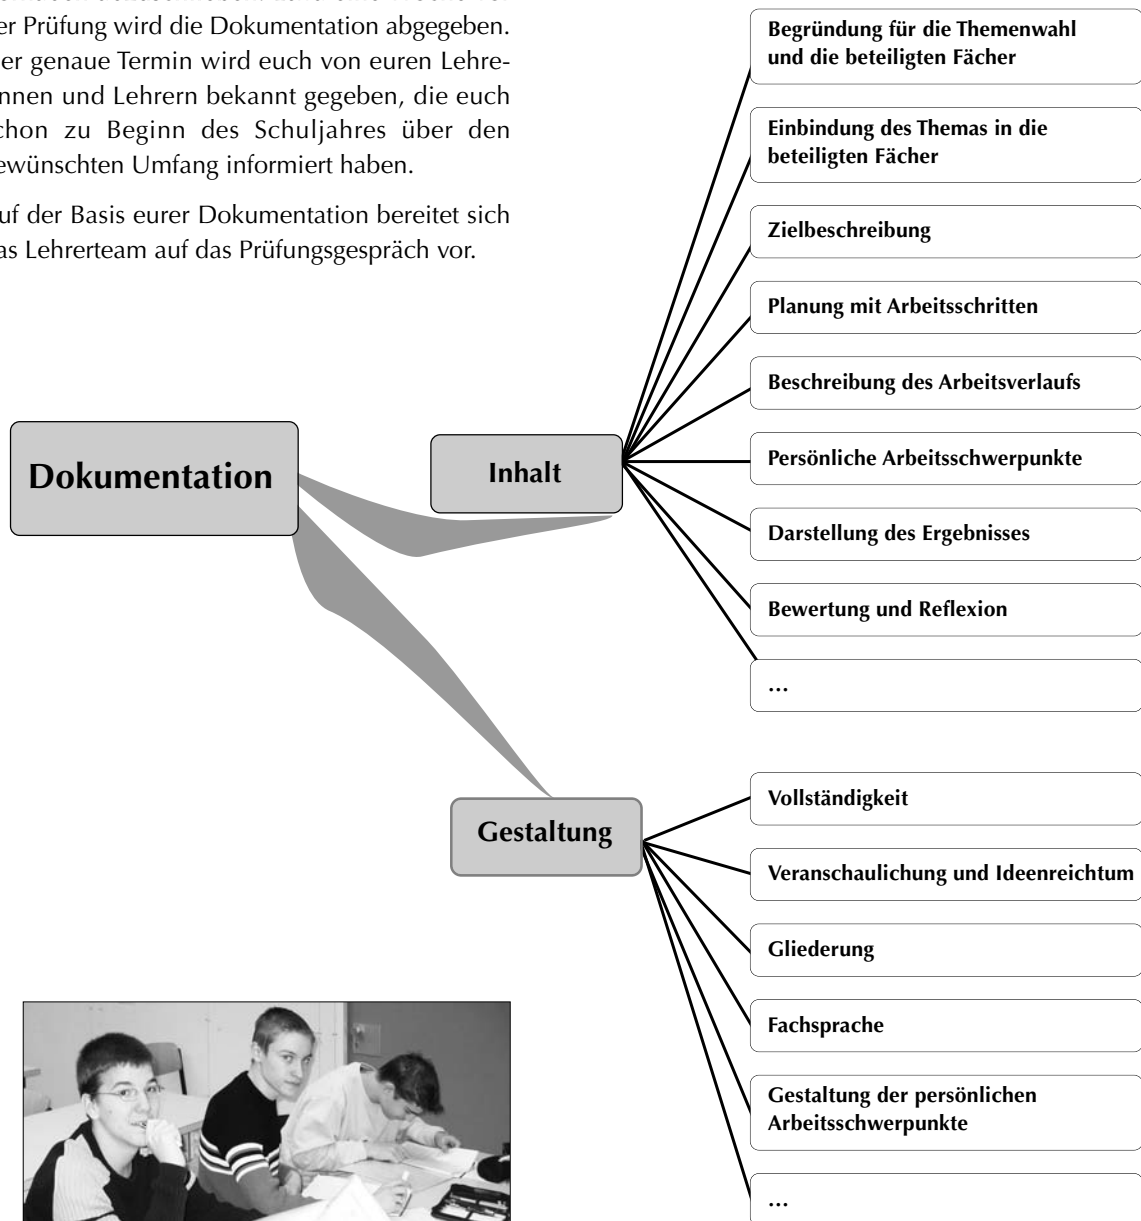 er Prüfung wird die Dokumentation abgegeben.
er genaue Termin wird euch von euren Lehre-
nnen und Lehrern bekannt gegeben, die euch
chon zu Beginn des Schuljahres über den
ewünschten Umfang informiert haben.
uf der Basis eurer Dokumentation bereitet sich
as Lehrerteam auf das Prüfungsgespräch vor.
Dokumentation
Inhalt
Begründung für die Themenwahl
und die beteiligten Fächer
Einbindung des Themas in die
beteiligten Fächer
Zielbeschreibung
Planung mit Arbeitsschritten
Beschreibung des Arbeitsverlaufs
Persönliche Arbeitsschwerpunkte
Darstellung des Ergebnisses
Bewertung und Reflexion
...
Gestaltung
Vollständigkeit
Veranschaulichung und Ideenreichtum
Gliederung
Fachsprache
Gestaltung der persönlichen
Arbeitsschwerpunkte
...